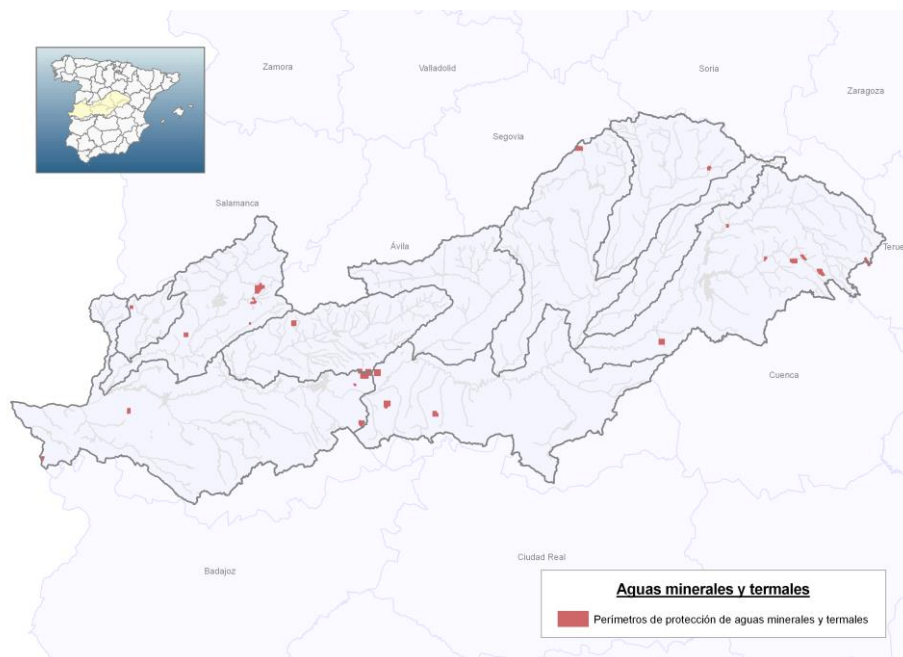 Zamora
Valladolid
Soria
Zaragoza
Segovia
Salamanca
Ávila
Teruel
Cuenca
Ciudad Real
Badajoz
Aguas minerales y termales
Perímetros de protección de aguas minerales y termales